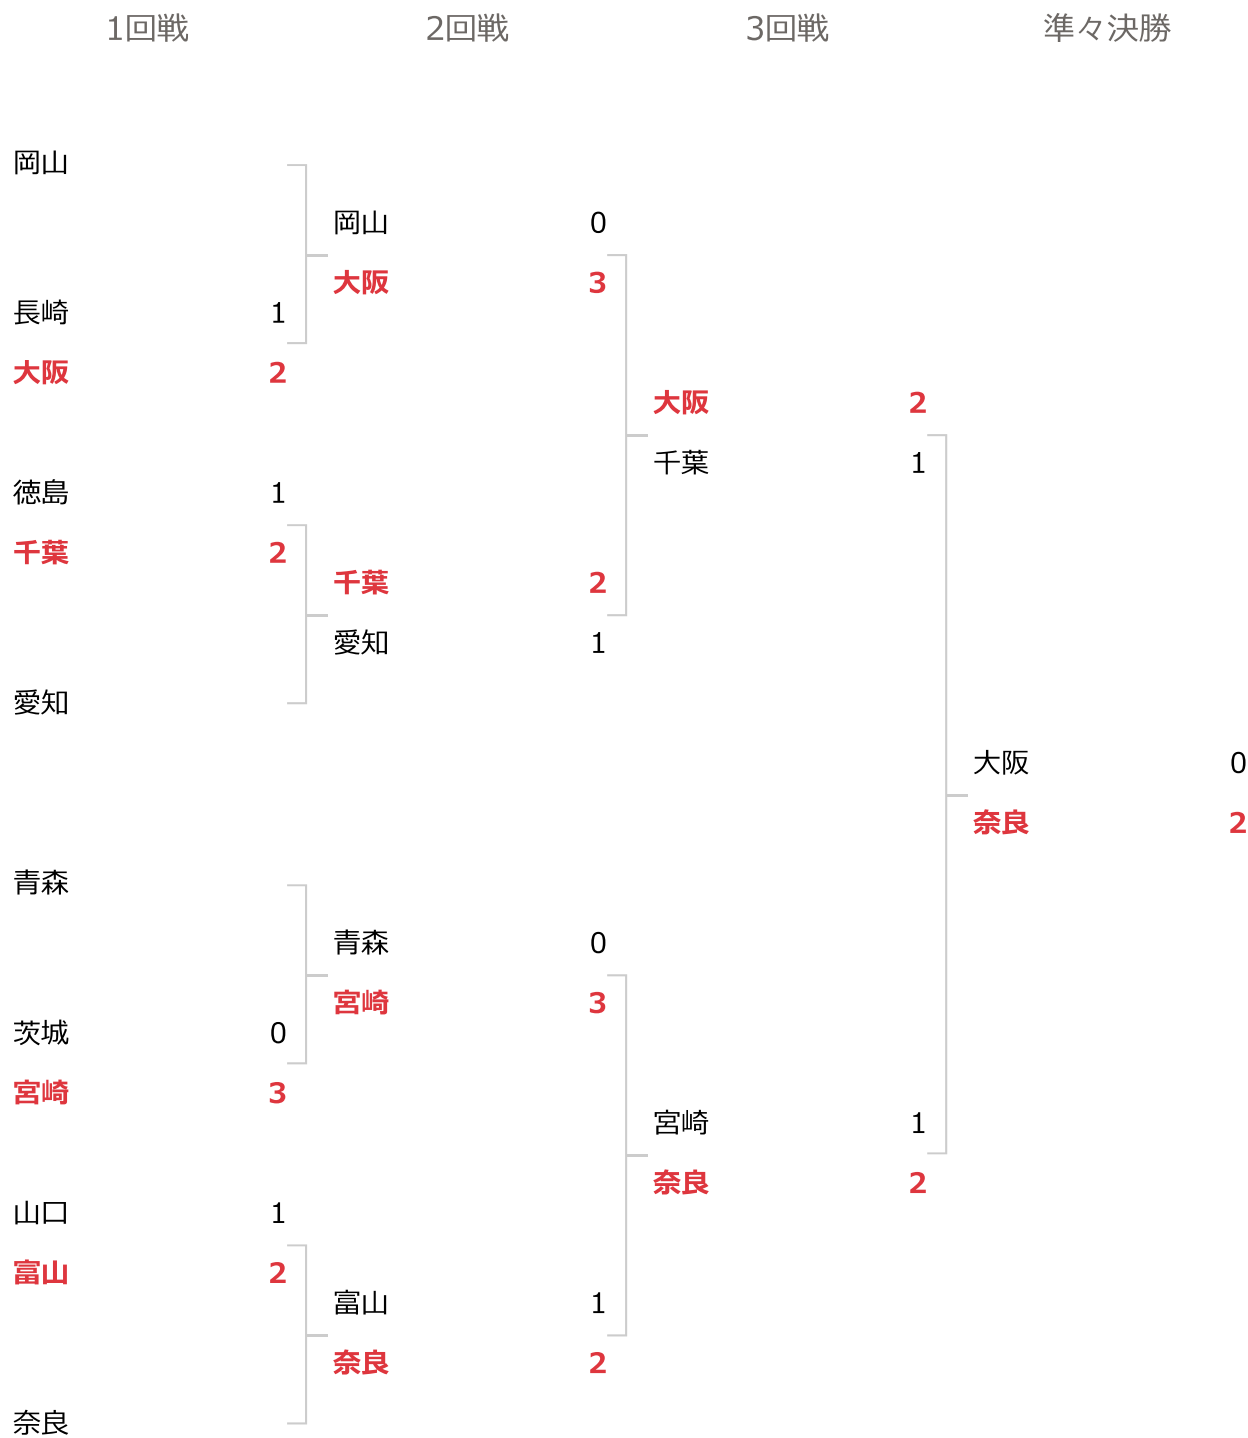 1回戦 2回戦 3回戦 準々決勝
岡山
岡山 0
大阪 3
長崎 1
大阪 2
大阪 2
千葉 1
徳島 1
千葉 2
千葉 2
愛知 1
愛知
大阪 0
奈良 2
青森
青森 0
宮崎 3
茨城 0
宮崎 3
宮崎 1
奈良 2
山口 1
富山 2
富山 1
奈良 2
奈良